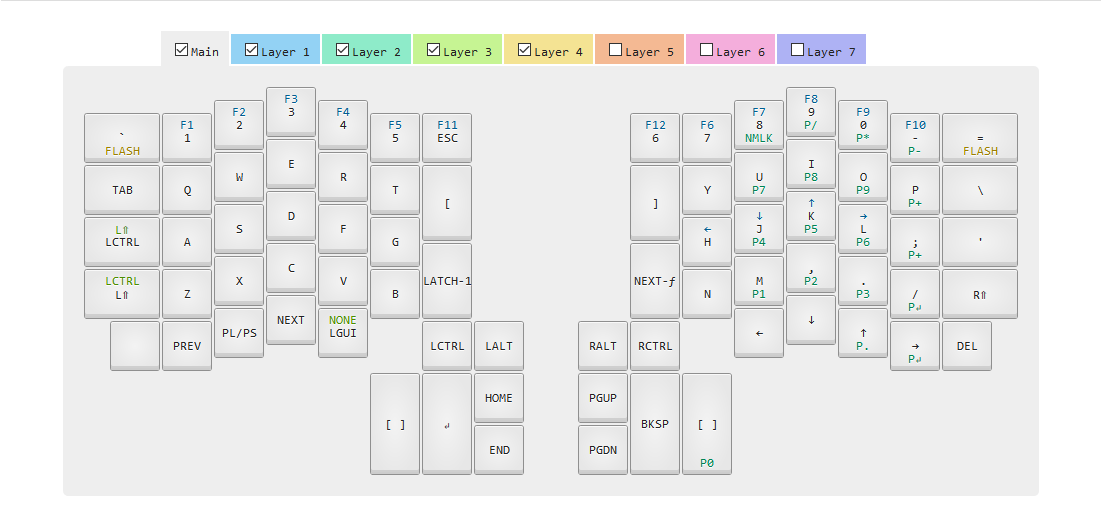 Main Layer 1 Layer 2 Layer 3 Layer 4 Layer 5 Layer 6 Layer 7
`
FLASH
F1
1
F2
2
F3
3
F4
4
F5
5
F11
ESC
F12
6
F6
7
F7
8
NMLK
F8
9
P/
F9
0
P*
F10
-
P-
=
FLASH
TAB
Q
W
E
R
T
[
]
Y
U
P7
I
P8
O
P9
P
P+
\
L⇧
LCTRL
A
S
D
F
G
←
H
↓
J
P4
↑
K
P5
→
L
P6
;
P+
'
LCTRL
L⇧
Z
X
C
V
B
LATCH-1
NEXT-ƒ
N
M
P1
,
P2
.
P3
/
P↵
R⇧
PREV
PL/PS
NEXT
NONE
LGUI
LCTRL
LALT
RALT
RCTRL
←
↓
↑
P.
→
P↵
DEL
[ ]
↵
HOME
END
PGUP
PGDN
BKSP
[ ]
P0